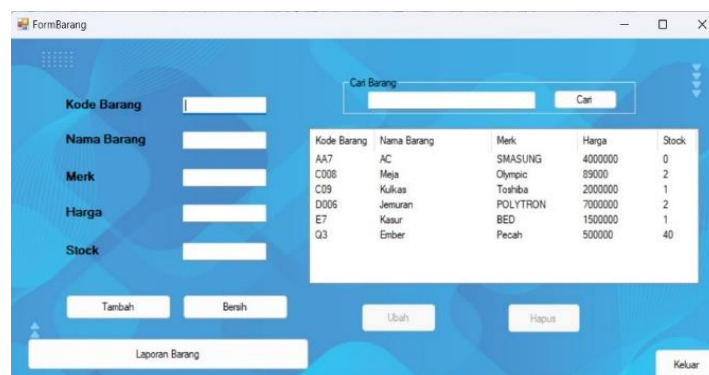 FormBarang
Cari Barang
Cari
Kode Barang
Nama Barang
Merk
Harga
Stock
Kode Barang Nama Barang Merk Harga Stock
AA7 AC SMASUNG 4000000 0
C008 Meja Olympic 89000 2
C09 Kulkas Toshiba 2000000 1
D006 Jemuran POLYTRON 7000000 2
E7 Kasur BED 1500000 1
Q3 Ember Pecah 500000 40
Tambah Bersih
Ubah Hapus
Laporan Barang
Keluar